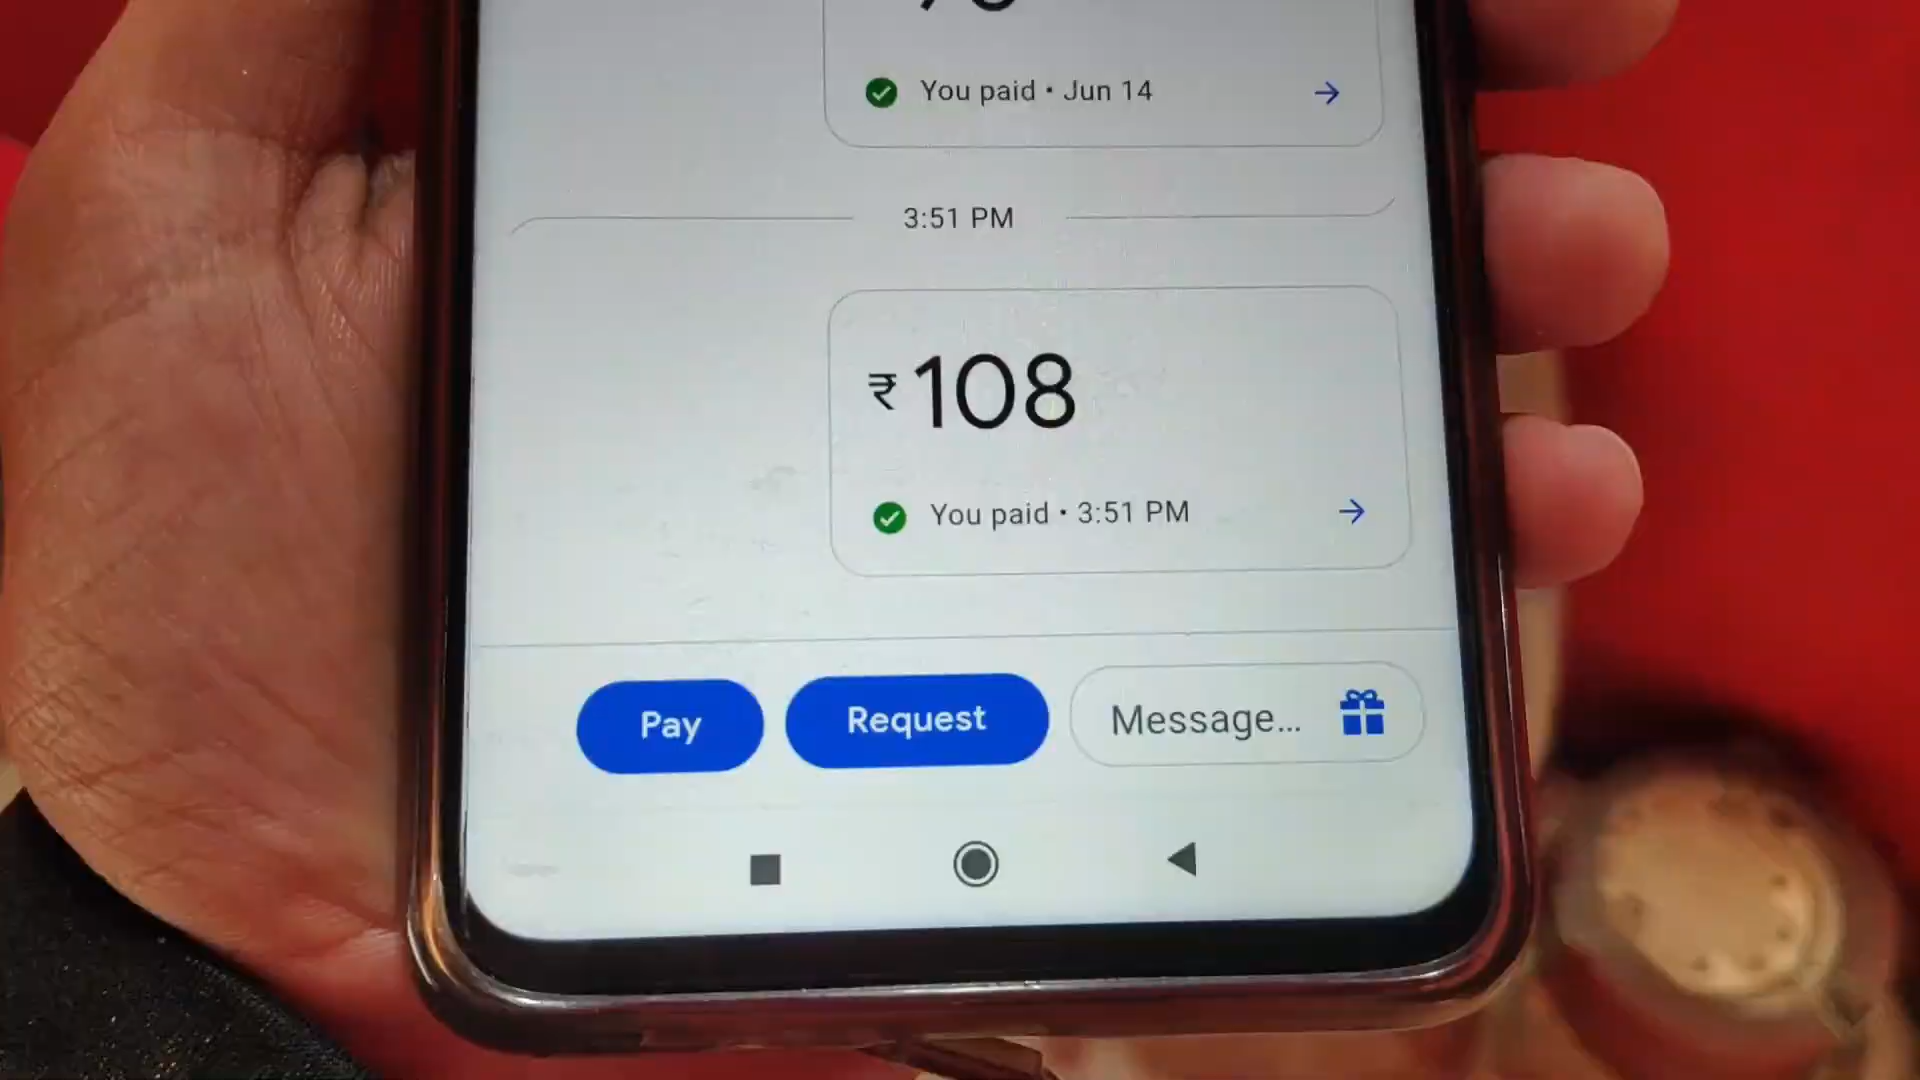 You paid • Jun 14
3:51 PM
₹108
You paid • 3:51 PM
Pay
Request
Message...